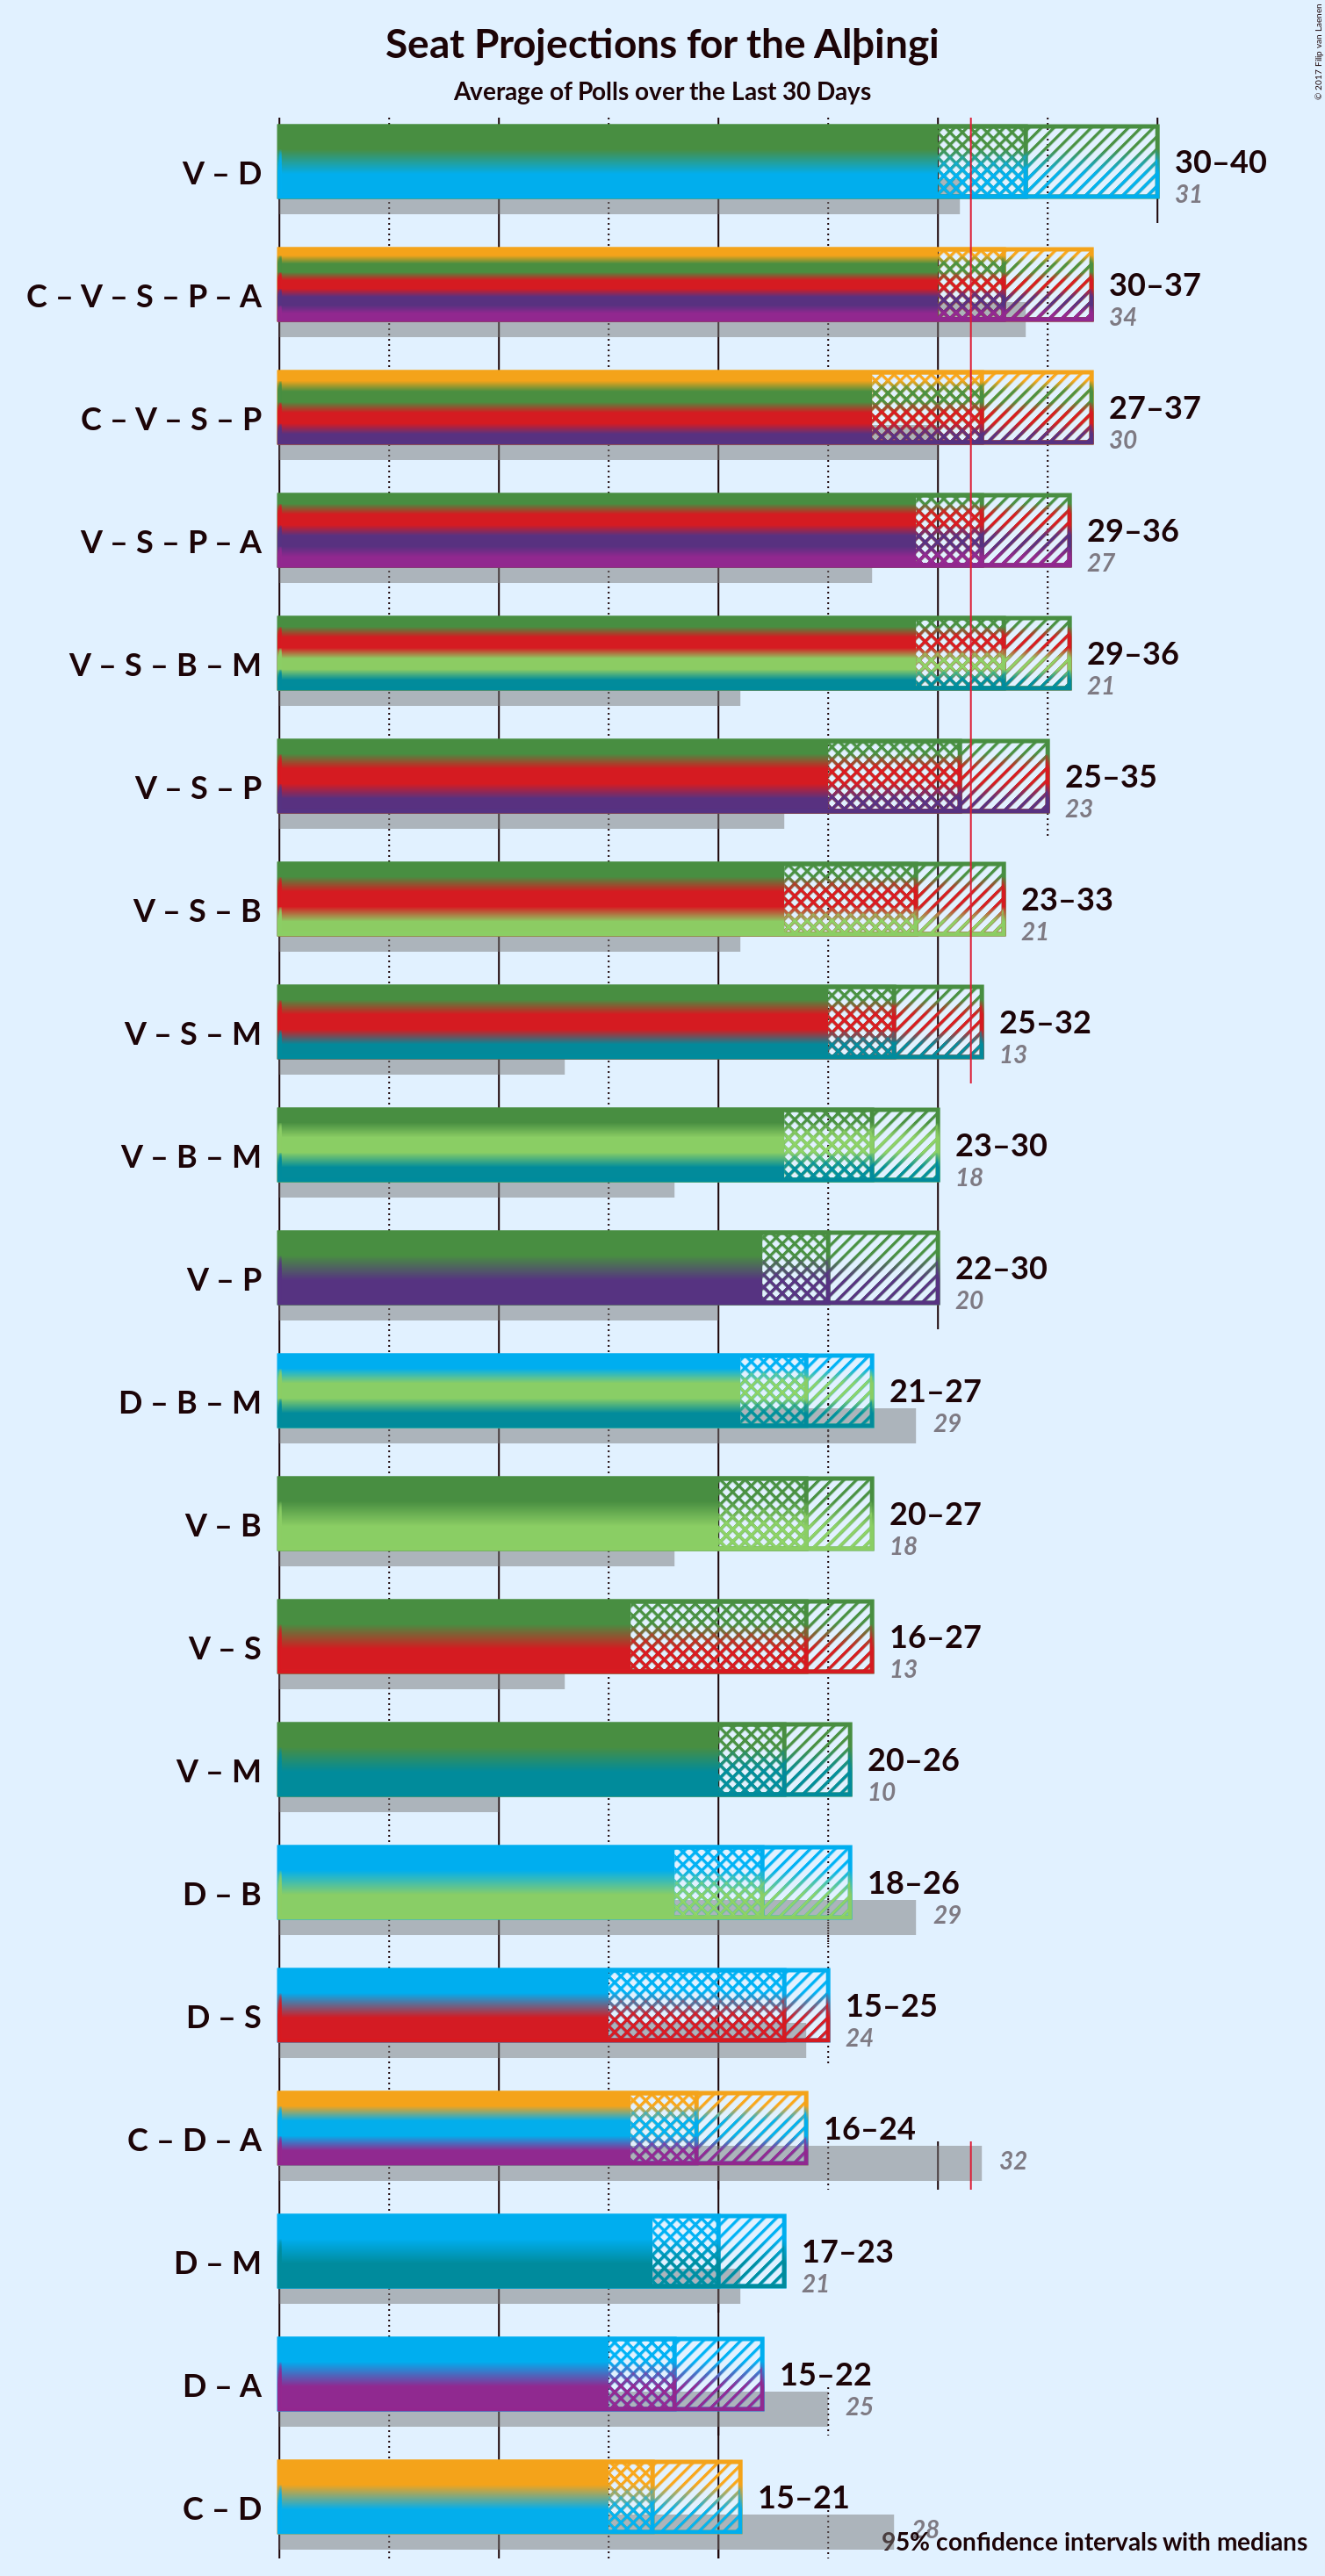 Seat Projections for the Alþingi
Average of Polls over the Last 30 Days
© 2017 Filip van Laenen
V – D
30–40
31
C – V – S – P – A
30–37
34
C – V – S – P
27–37
30
V – S – P – A
29–36
27
V – S – B – M
29–36
21
V – S – P
25–35
23
V – S – B
23–33
21
V – S – M
25–32
13
V – B – M
23–30
18
V – P
22–30
20
D – B – M
21–27
29
V – B
20–27
18
V – S
16–27
13
V – M
20–26
10
D – B
18–26
29
D – S
15–25
24
C – D – A
16–24
32
D – M
17–23
21
D – A
15–22
25
C – D
15–21
28
95% confidence intervals with medians